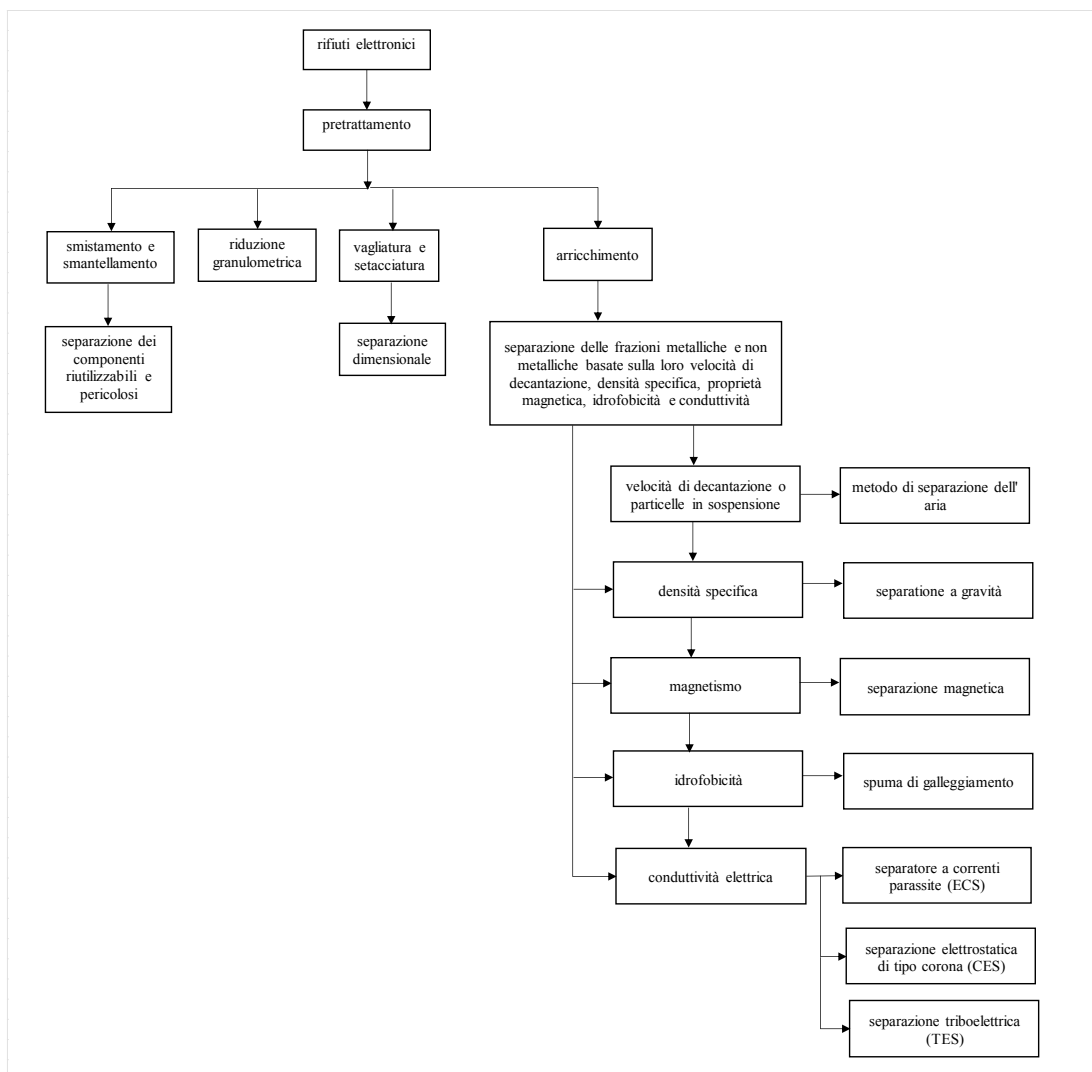 rifiuti elettronici
pretrattamento
smistamento e
smantellamento
riduzione
granulometrica
vagliatura e
setacciatura
arricchimento
separazione dei
componenti
riutilizzabili e
pericolosi
separazione
dimensionale
separazione delle frazioni metalliche e non
metalliche basate sulla loro velocità di
decantazione, densità specifica, proprietà
magnetica, idrofobicità e conduttività
velocità di decantazione o
particelle in sospensione
metodo di separazione dell'
aria
densità specifica
separatione a gravità
magnetismo
separazione magnetica
idrofobicità
spuma di galleggiamento
conduttività elettrica
separatore a correnti
parassite (ECS)
separazione elettrostatica
di tipo corona (CES)
separazione triboelettrica
(TES)